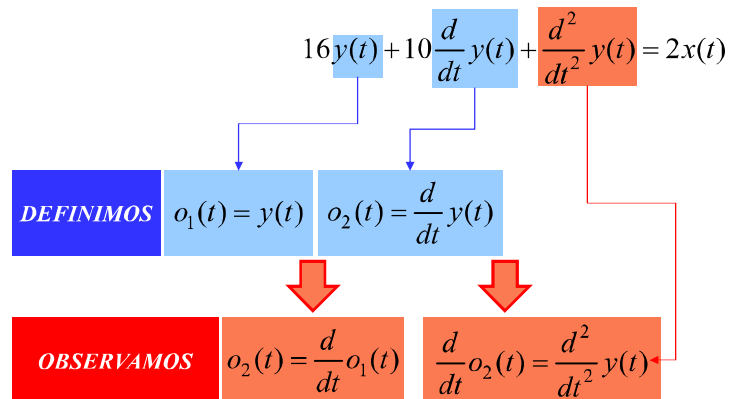 16y(t) + 10 d/dt y(t) + d²/dt² y(t) = 2x(t)
DEFINIMOS o₁(t) = y(t) o₂(t) = d/dt y(t)
OBSERVAMOS o₂(t) = d/dt o₁(t) d/dt o₂(t) = d²/dt² y(t)